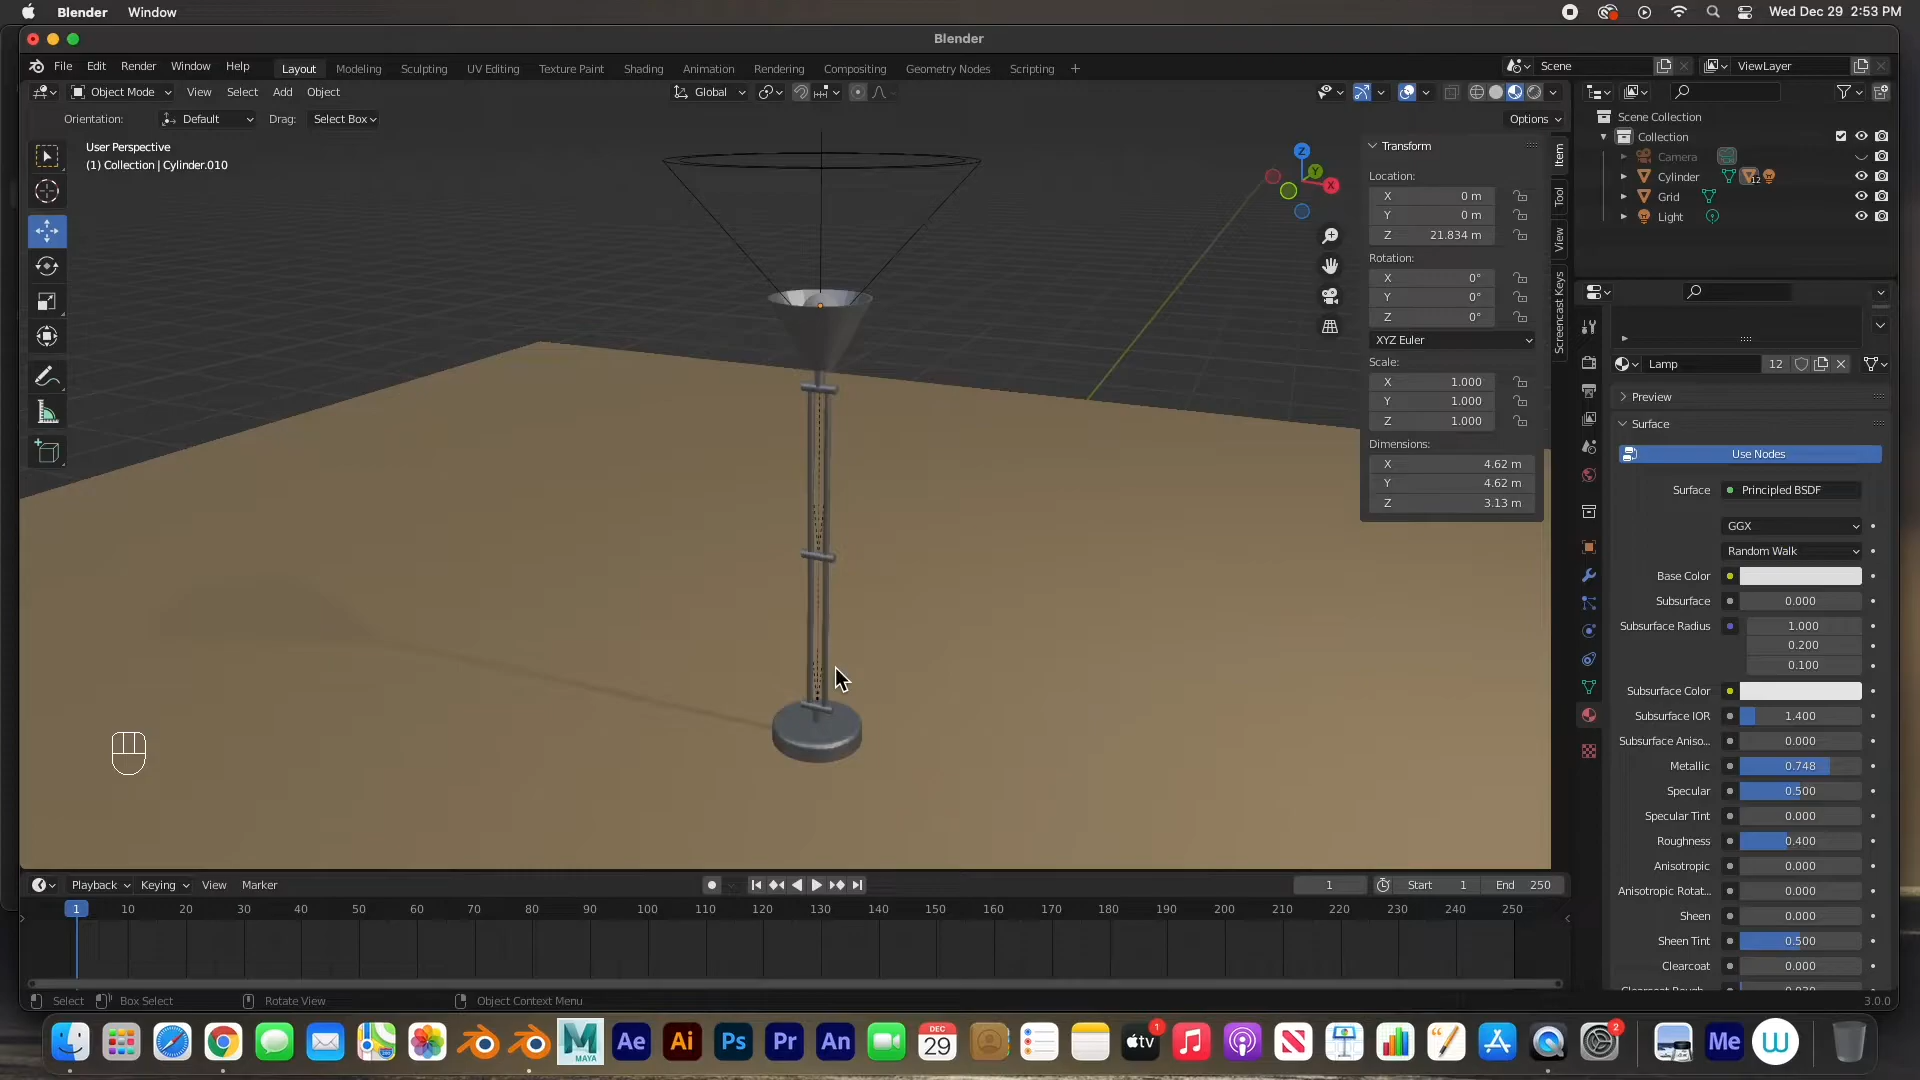 Blender Window Wed Dec 29 2:53 PM
Blender
File Edit Render Window Help Layout Modeling Sculpting UV Editing Texture Paint Shading Animation Rendering Compositing Geometry Nodes Scripting + Scene ViewLayer
Object Mode View Select Add Object Global
Orientation: Default Drag: Select Box Options
User Perspective
(1) Collection | Cylinder.010
Z
Y
X
Transform
Location:
X 0 m
Y 0 m
Z 21.834 m
Rotation:
X 0°
Y 0°
Z 0°
XYZ Euler
Scale:
X 1.000
Y 1.000
Z 1.000
Dimensions:
X 4.62 m
Y 4.62 m
Z 3.13 m
Item
Tool
View
Screencast Keys
Scene Collection
Collection
Camera
Cylinder 12
Grid
Light
Lamp 12
Preview
Surface
Use Nodes
Surface Principled BSDF
GGX
Random Walk
Base Color
Subsurface 0.000
Subsurface Radius 1.000
0.200
0.100
Subsurface Color
Subsurface IOR 1.400
Subsurface Aniso... 0.000
Metallic 0.748
Specular 0.500
Specular Tint 0.000
Roughness 0.400
Anisotropic 0.000
Anisotropic Rotat... 0.000
Sheen 0.000
Sheen Tint 0.500
Clearcoat 0.000
Playback Keying View Marker 1 Start 1 End 250
1 10 20 30 40 50 60 70 80 90 100 110 120 130 140 150 160 170 180 190 200 210 220 230 240 250
Select Box Select Rotate View Object Context Menu 3.0.0
MAYA Ae Ai Ps Pr An DEC 29 tv 1 2 Me W